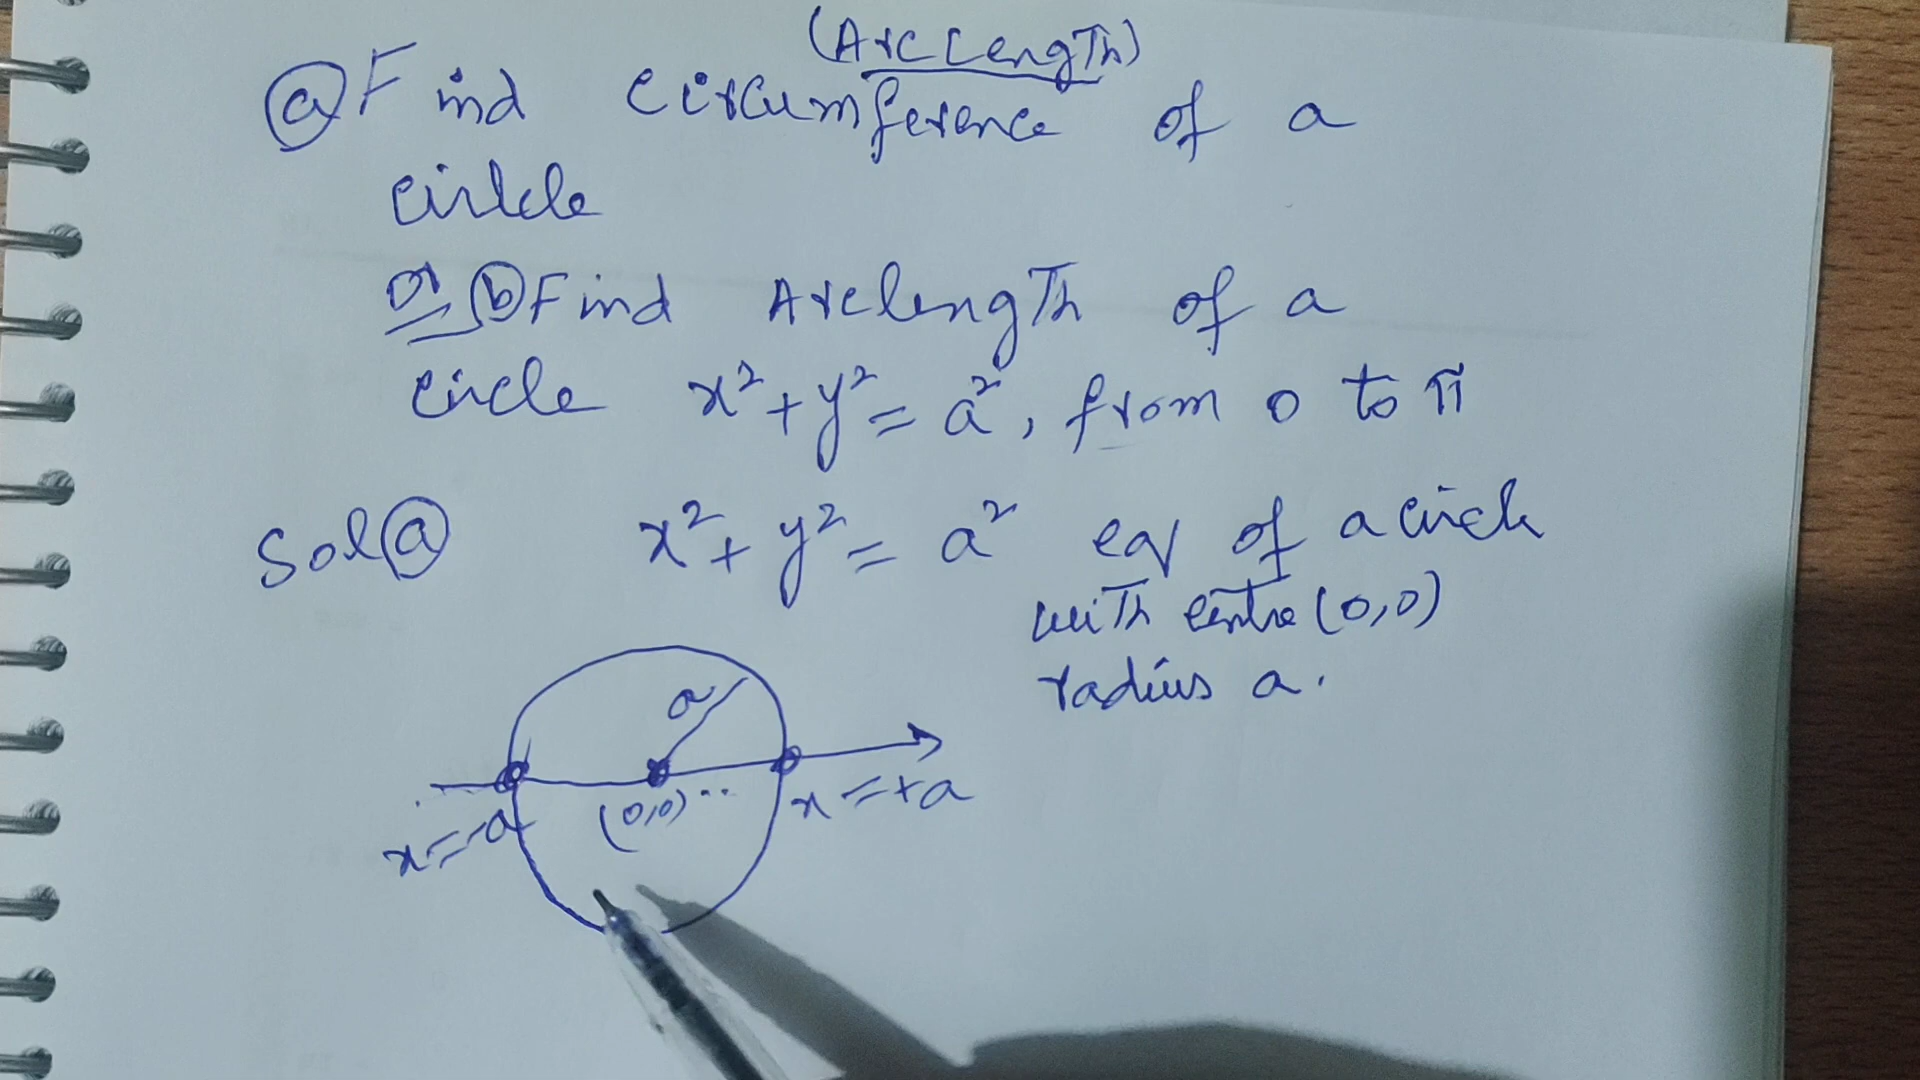 (Arc Length)
(a) Find circumference of a
circle
or (b) Find Arclength of a
circle x² + y² = a², from 0 to π
Sol (a) x² + y² = a² eq of a circle
with centre (0,0)
radius a.
a
x = -a (0,0) x = +a